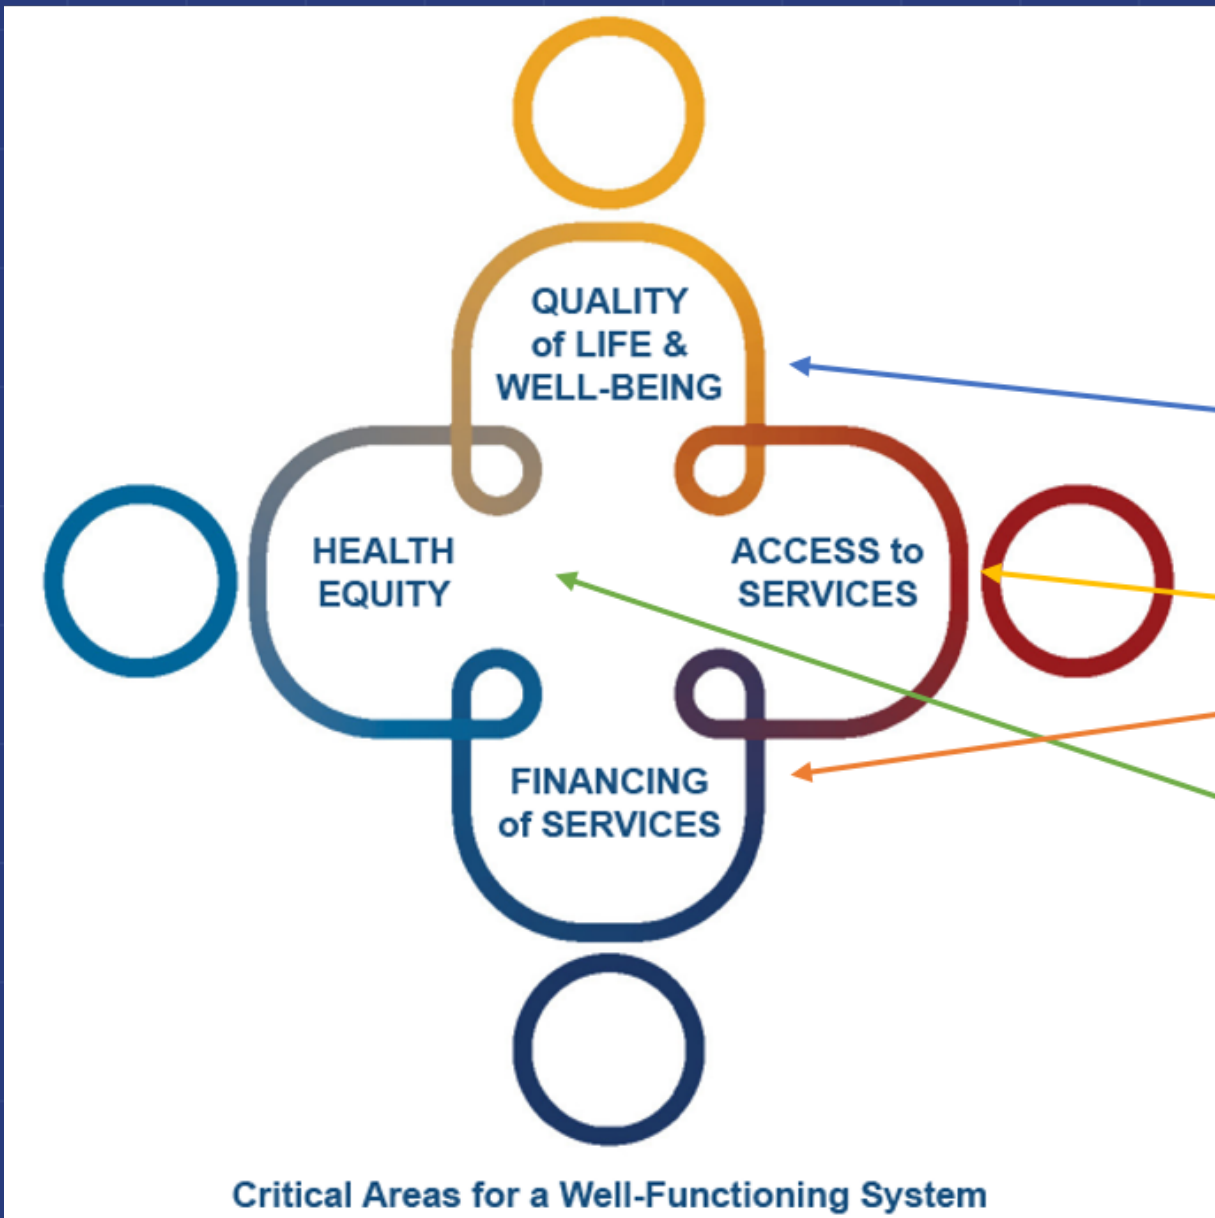 QUALITY
of LIFE &
WELL-BEING
HEALTH
EQUITY
ACCESS to
SERVICES
FINANCING
of SERVICES
Critical Areas for a Well-Functioning System